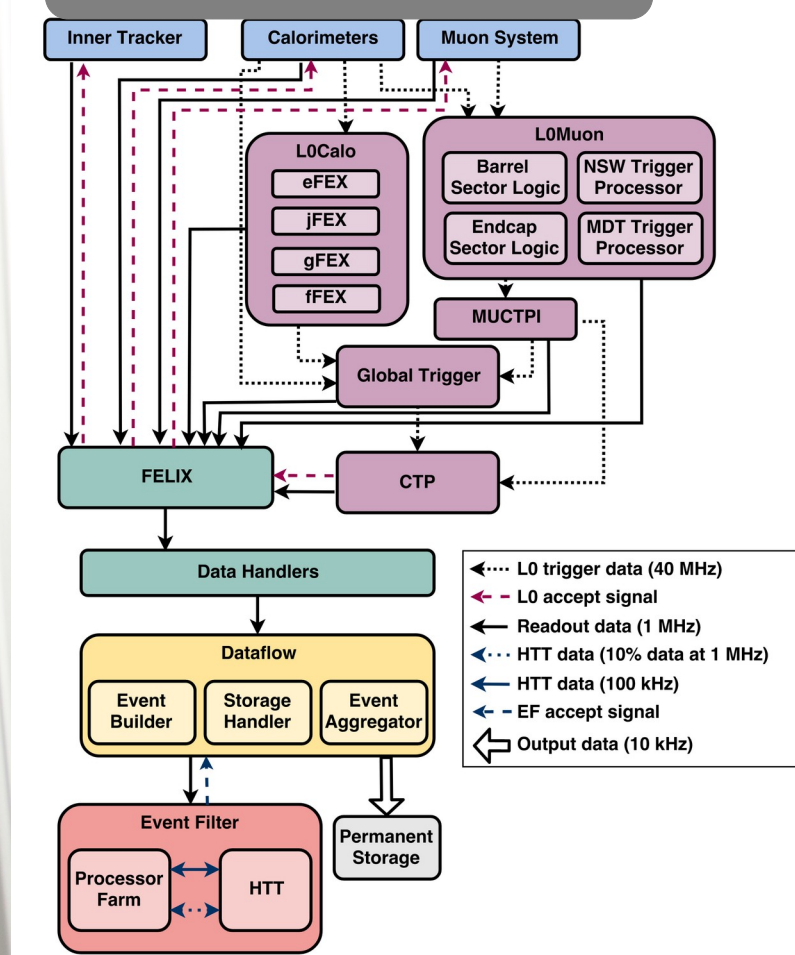 Inner Tracker
Calorimeters
Muon System
L0Calo
eFEX
jFEX
gFEX
fFEX
L0Muon
Barrel
Sector Logic
NSW Trigger
Processor
Endcap
Sector Logic
MDT Trigger
Processor
MUCTPI
Global Trigger
FELIX
CTP
Data Handlers
Dataflow
Event
Builder
Storage
Handler
Event
Aggregator
L0 trigger data (40 MHz)
L0 accept signal
Readout data (1 MHz)
HTT data (10% data at 1 MHz)
HTT data (100 kHz)
EF accept signal
Output data (10 kHz)
Event Filter
Processor
Farm
HTT
Permanent
Storage